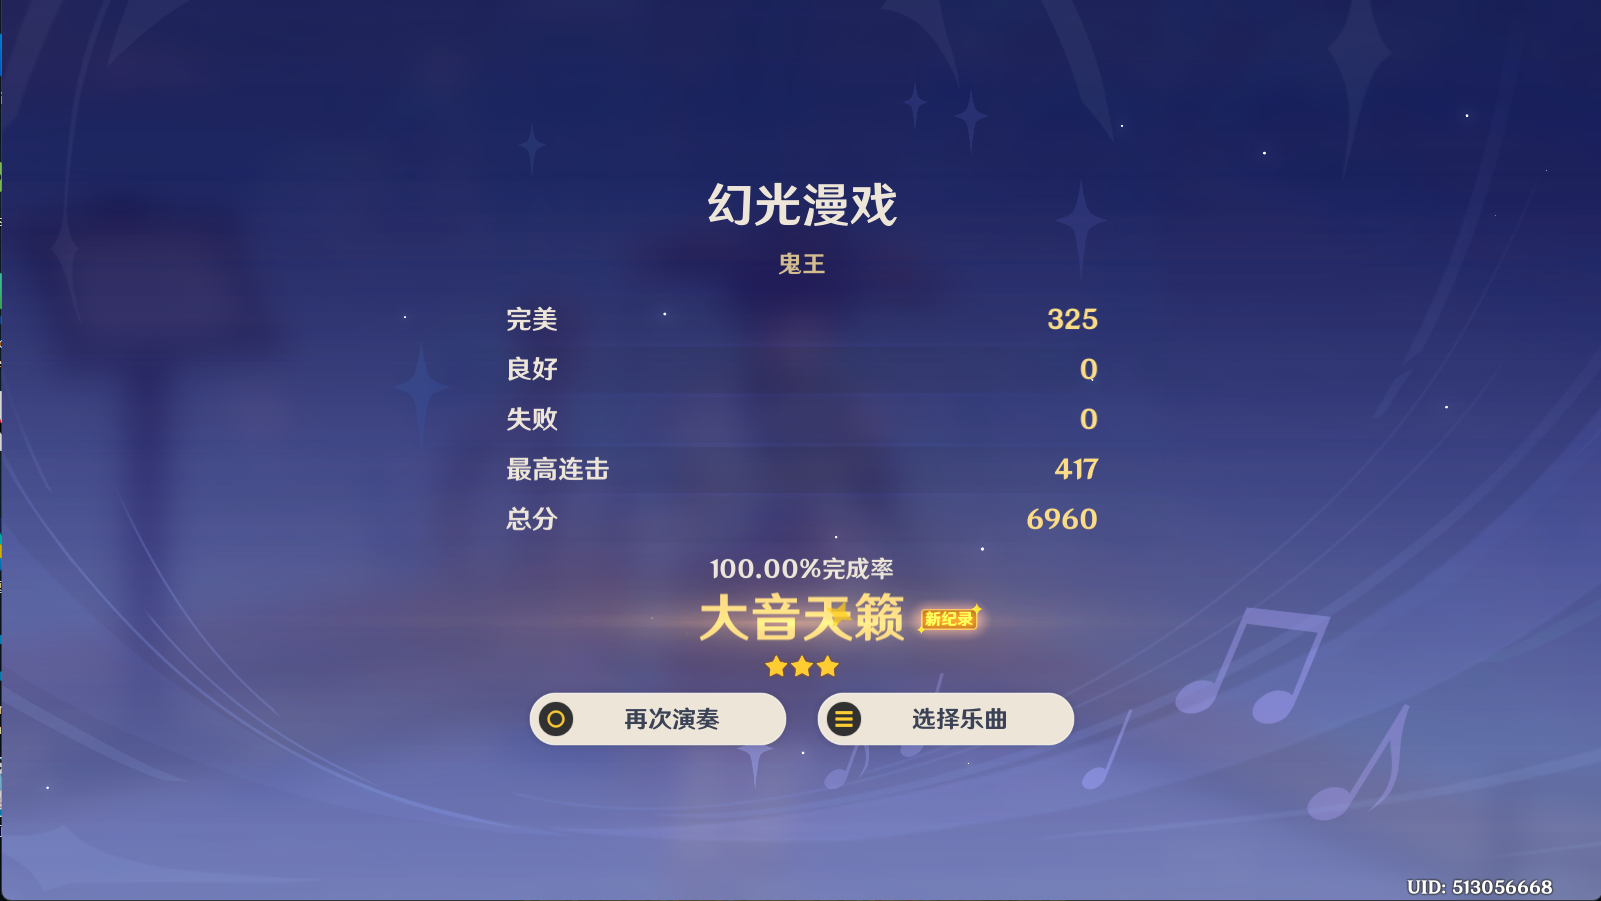 幻光漫戏
鬼王
完美 325
良好 0
失败 0
最高连击 417
总分 6960
100.00%完成率
大音天籁 新纪录
再次演奏 选择乐曲
UID: 513056668